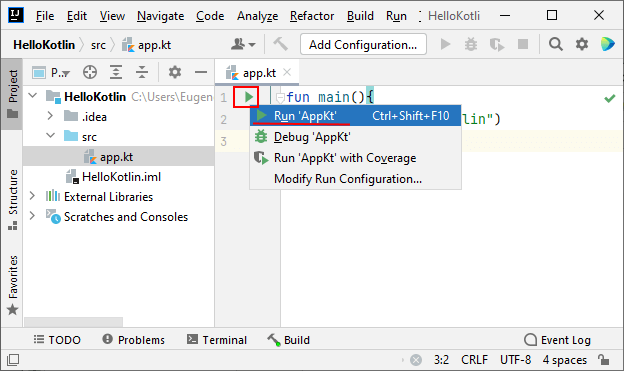 File Edit View Navigate Code Analyze Refactor Build Run HelloKotli
HelloKotlin src app.kt Add Configuration...
P... app.kt
Project
HelloKotlin C:\Users\Eugen
.idea
src
app.kt
HelloKotlin.iml
External Libraries
Scratches and Consoles
1 fun main(){
2 lin")
3
Run 'AppKt' Ctrl+Shift+F10
Debug 'AppKt'
Run 'AppKt' with Coverage
Modify Run Configuration...
Structure
Favorites
TODO Problems Terminal Build Event Log
3:2 CRLF UTF-8 4 spaces